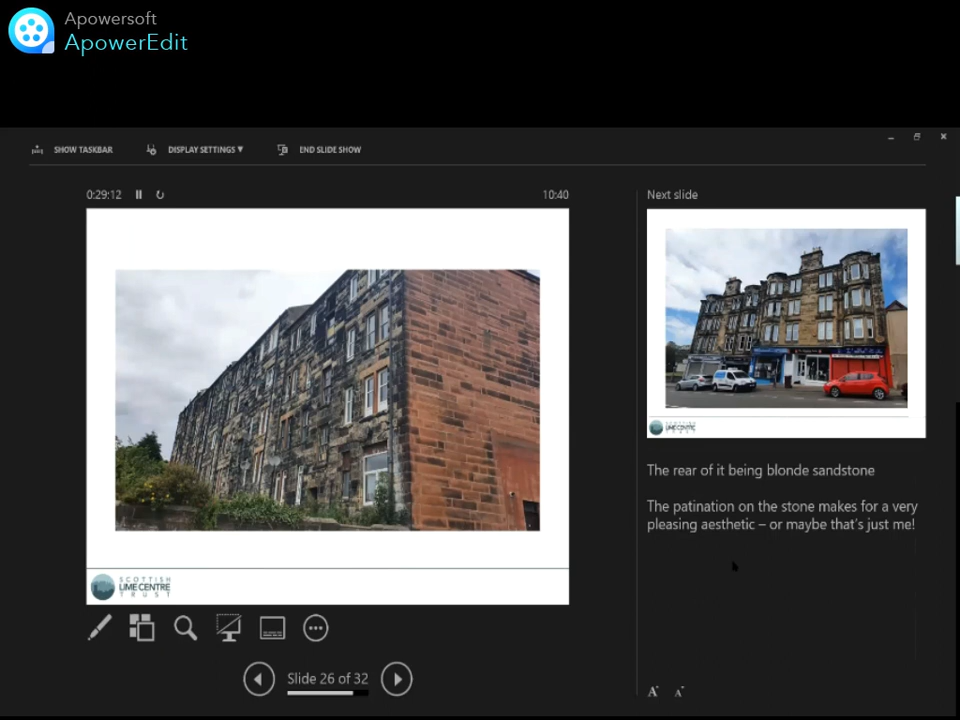 Apowersoft
ApowerEdit
SHOW TASKBAR
DISPLAY SETTINGS ▼
END SLIDE SHOW
0:29:12
10:40
Next slide
SCOTTISH
LIME CENTRE
TRUST
LIME CENTRE
The rear of it being blonde sandstone
The patination on the stone makes for a very
pleasing aesthetic – or maybe that's just me!
Slide 26 of 32
A
A